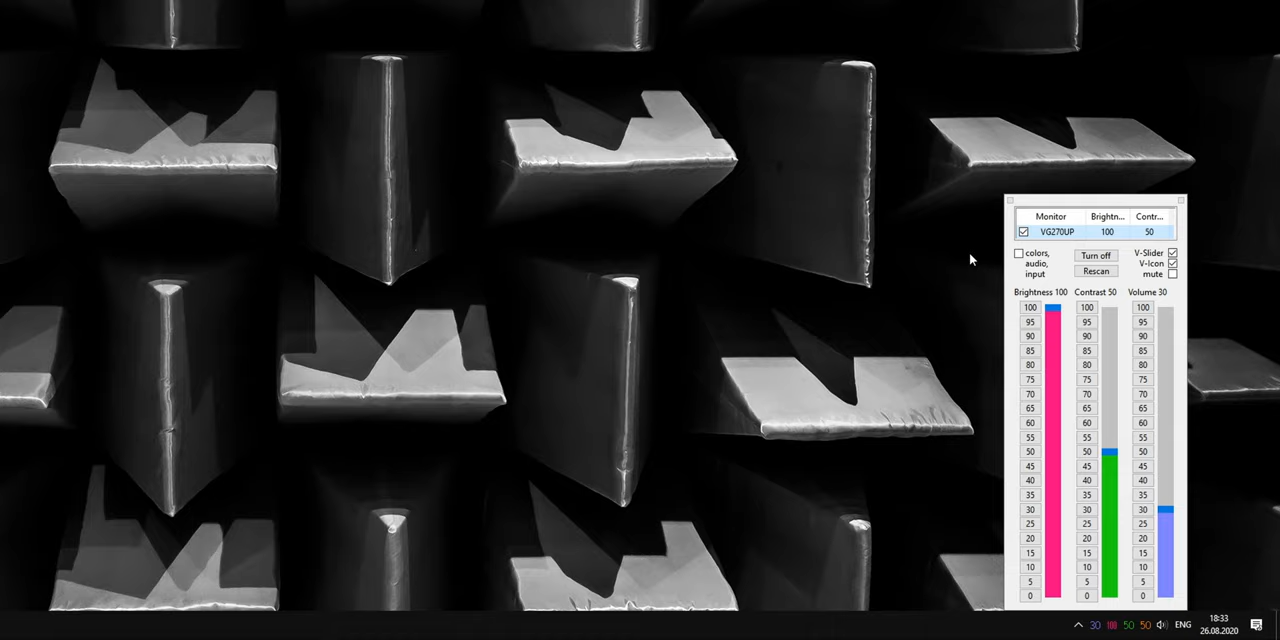 Monitor Brightn... Contr...
VG270UP 100 50
colors,
audio,
input
Turn off
Rescan
V-Slider
V-Icon
mute
Brightness 100 Contrast 50 Volume 30
100 100 100
95 95 95
90 90 90
85 85 85
80 80 80
75 75 75
70 70 70
65 65 65
60 60 60
55 55 55
50 50 50
45 45 45
40 40 40
35 35 35
30 30 30
25 25 25
20 20 20
15 15 15
10 10 10
5 5 5
0 0 0
30 100 50 50 ENG
18:33
26.08.2020